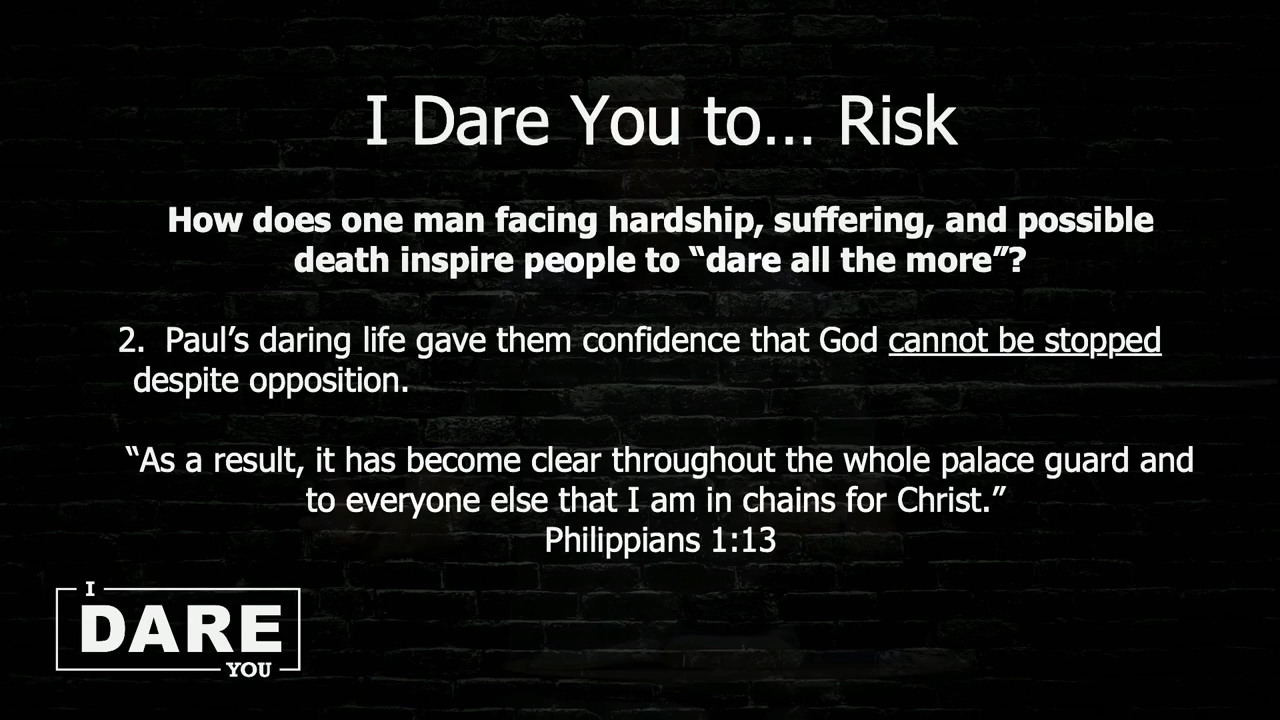 I Dare You to... Risk
How does one man facing hardship, suffering, and possible
death inspire people to “dare all the more”?
2. Paul’s daring life gave them confidence that God cannot be stopped
despite opposition.
“As a result, it has become clear throughout the whole palace guard and
to everyone else that I am in chains for Christ.”
Philippians 1:13
I
DARE
YOU